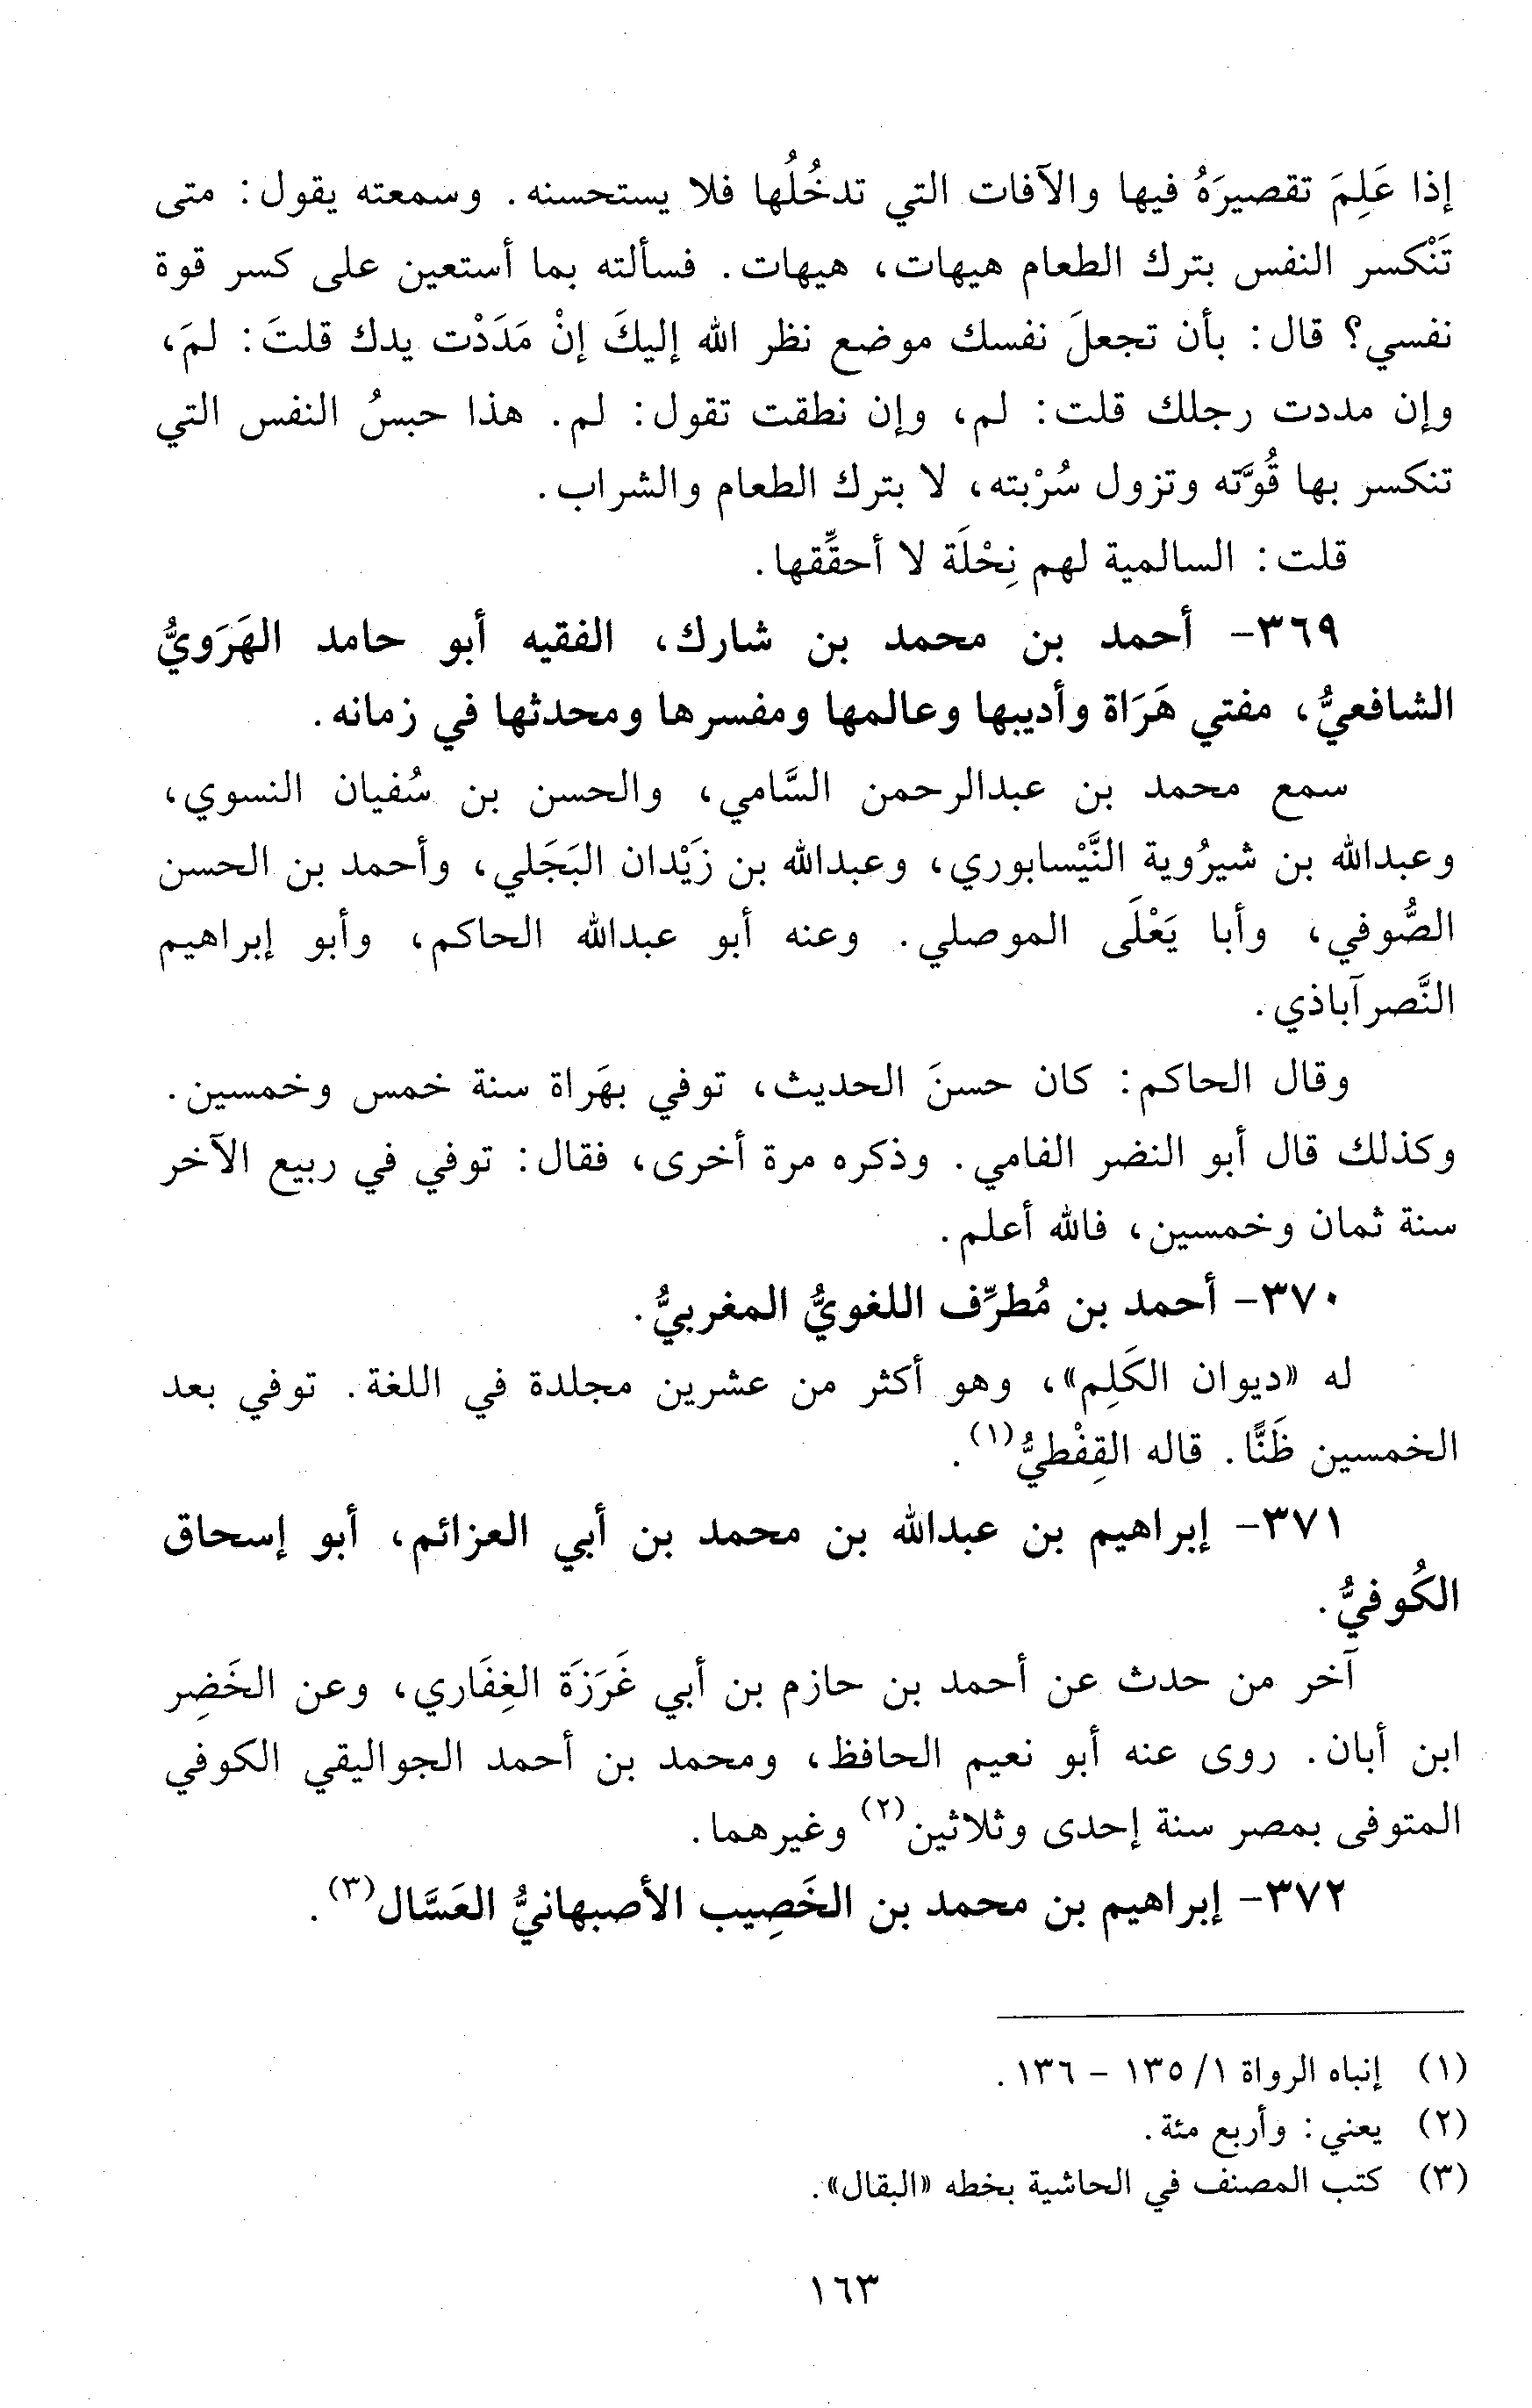 إذا عَلِمَ تقصيرَهُ فيها والآفات التي تدخُلُها فلا يستحسنه. وسمعته يقول: متى
تَنْكسر النفس بترك الطعام هيهات، هيهات. فسألته بما أستعين على كسر قوة
نفسي؟ قال: بأن تجعلَ نفسك موضع نظر الله إليكَ إنْ مَدَدْت يدك قلتَ: لمَ،
وإن مددت رجلك قلت: لم، وإن نطقت تقول: لم. هذا حبسُ النفس التي
تنكسر بها قُوَّته وتزول سُرْبته، لا بترك الطعام والشراب.
قلت: السالمية لهم نِحْلَة لا أحقِّقها.
٣٦٩- أحمد بن محمد بن شارك، الفقيه أبو حامد الهَرَويُّ
الشافعيُّ، مفتي هَرَاة وأديبها وعالمها ومفسرها ومحدثها في زمانه.
سمع محمد بن عبدالرحمن السَّامي، والحسن بن سُفيان النسوي،
وعبدالله بن شيرُوية النَّيْسابوري، وعبدالله بن زَيْدان البَجَلي، وأحمد بن الحسن
الصُّوفي، وأبا يَعْلَى الموصلي. وعنه أبو عبدالله الحاكم، وأبو إبراهيم
النَّصرآباذي.
وقال الحاكم: كان حسنَ الحديث، توفي بهَراة سنة خمس وخمسين.
وكذلك قال أبو النضر الفامي. وذكره مرة أخرى، فقال: توفي في ربيع الآخر
سنة ثمان وخمسين، فالله أعلم.
٣٧٠- أحمد بن مُطرِّف اللغويُّ المغربيُّ.
له «ديوان الكَلِم»، وهو أكثر من عشرين مجلدة في اللغة. توفي بعد
الخمسين ظَنًّا. قاله القِفْطيُّ(١).
٣٧١- إبراهيم بن عبدالله بن محمد بن أبي العزائم، أبو إسحاق
الكُوفيُّ.
آخر من حدث عن أحمد بن حازم بن أبي غَرَزَة الغِفَاري، وعن الخَضِر
ابن أبان. روى عنه أبو نعيم الحافظ، ومحمد بن أحمد الجواليقي الكوفي
المتوفى بمصر سنة إحدى وثلاثين(٢) وغيرهما.
٣٧٢- إبراهيم بن محمد بن الخَصِيب الأصبهانيُّ العَسَّال(٣).
(١) إنباه الرواة ١/ ١٣٥ - ١٣٦.
(٢) يعني: وأربع مئة.
(٣) كتب المصنف في الحاشية بخطه «البقال».
١٦٣